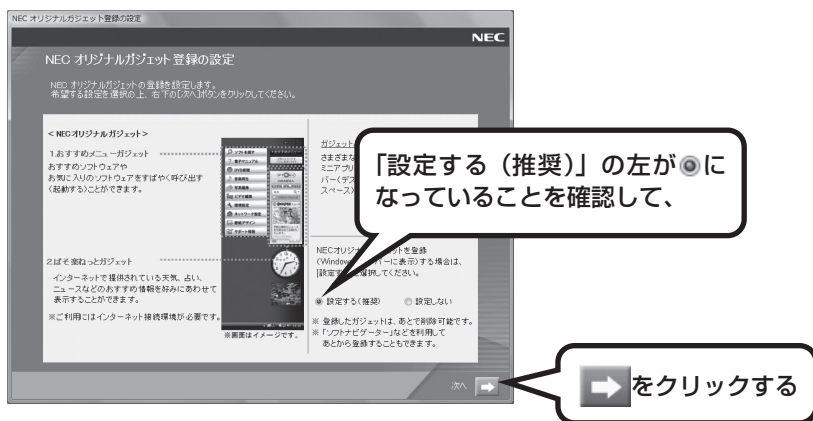 NEC オリジナルガジェット登録の設定
NEC
NEC オリジナルガジェット登録の設定
NEC オリジナルガジェットの登録を設定します。
希望する設定を選択の上、右下の[次へ]ボタンをクリックしてください。
< NECオリジナルガジェット>
1.おすすめメニューガジェット
おすすめソフトウェアや
お気に入りのソフトウェアをすばやく呼び出す
(起動する)ことができます。
2.ぱそ楽ねっとガジェット
インターネットで提供されている天気、占い、
ニュースなどのおすすめ情報を好みにあわせて
表示することができます。
※ご利用にはインターネット接続環境が必要です。
ソフトを探す
電子マニュアル
※画面はイメージです。
ガジェット
さまざまな
ミニアプリ
バー(デス
スペース)
「設定する(推奨)」の左が◉に
なっていることを確認して、
NECオリジナ
トを登録
(Window
バーに表示)する場合は、
選択してください。
設定する(推奨)
設定しない
※ 登録したガジェットは、あとで削除可能です。
※「ソフトナビゲーター」などを利用して
あとから登録することもできます。
次へ
をクリックする